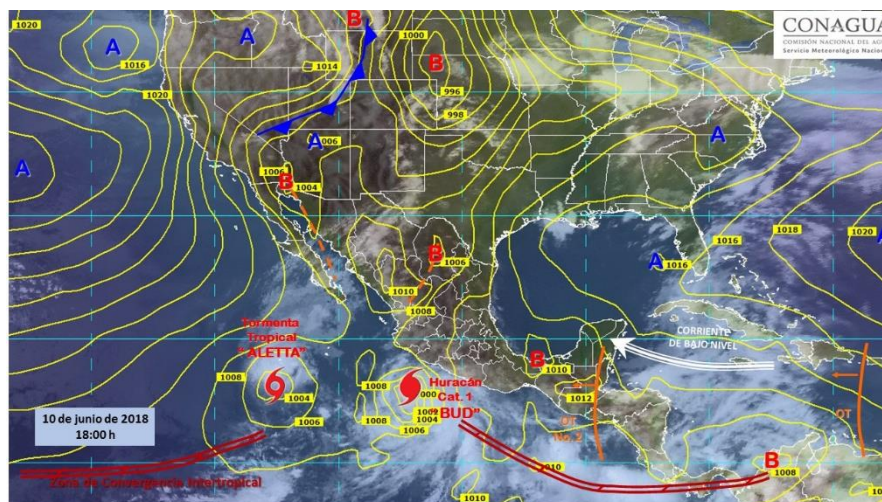 1020
A
1016
1020
A
A
1014
B
1000
B
996
998
CONAGUA
COMISIÓN NACIONAL DEL AGUA
Servicio Meteorológico Nacional
A
1006
1006
B
1004
A
B
1006
1010
1008
A
1016
1016
1018
1020
A
Tormenta
Tropical
"ALETTA"
1008
1004
1006
Huracán
Cat. 1
"BUD"
1008
1008
1004
1006
B
1010
1012
CORRIENTE
DE BAJO NIVEL
OT
No. 2
OT
10 de junio de 2018
18:00 h
Zona de Convergencia Intertropical
1010
1010
B
1008